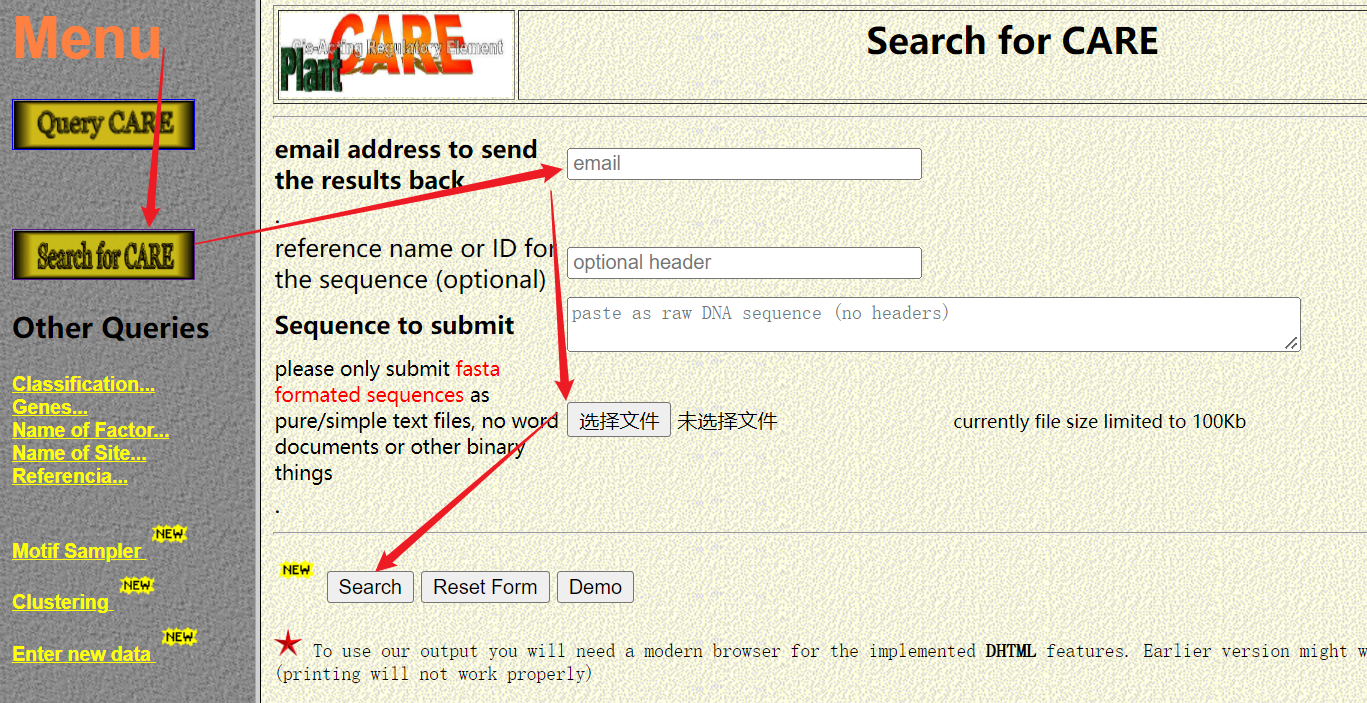 Menu
Query CARE
Search for CARE
Other Queries
Classification...
Genes...
Name of Factor...
Name of Site...
Referencia...
NEW
Motif Sampler
NEW
Clustering
NEW
Enter new data
Cis-Acting Regulatory Element
Plant CARE
Search for CARE
email address to send
the results back
email
.
reference name or ID for
the sequence (optional)
optional header
Sequence to submit
paste as raw DNA sequence (no headers)
please only submit fasta
formated sequences as
pure/simple text files, no word
documents or other binary
things
选择文件 未选择文件
currently file size limited to 100Kb
.
NEW
Search Reset Form Demo
To use our output you will need a modern browser for the implemented DHTML features. Earlier version might w
(printing will not work properly)